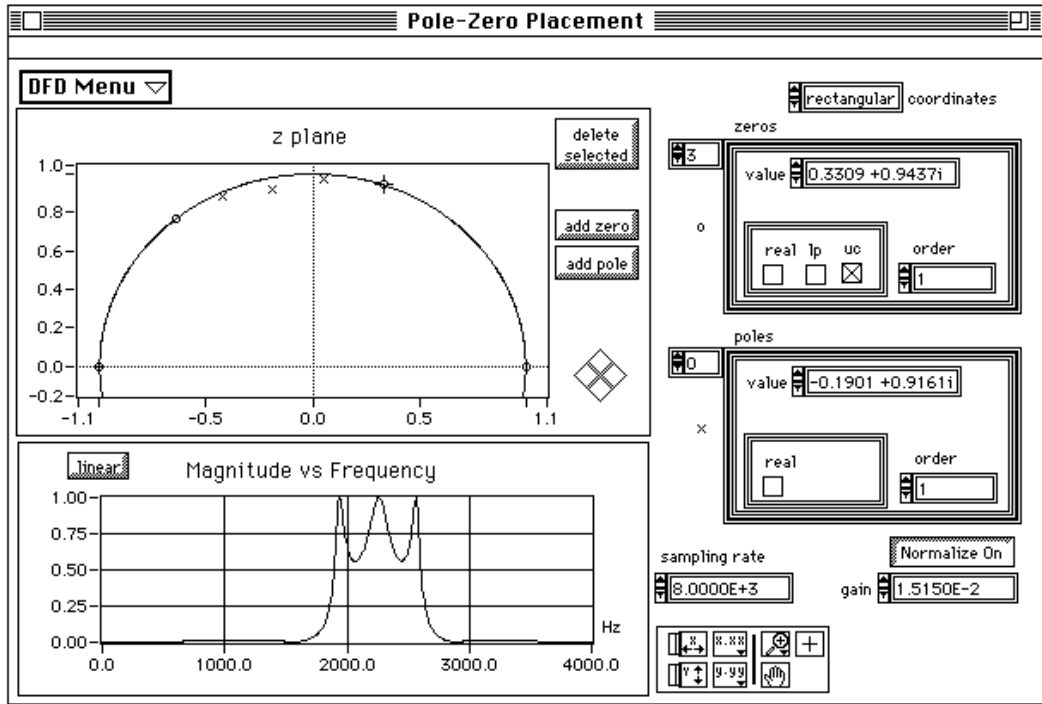 Pole-Zero Placement
DFD Menu
rectangular coordinates
z plane
delete selected
add zero
add pole
1.0
0.8
0.6
0.4
0.2
0.0
-0.2
-1.1 -0.5 0.0 0.5 1.1
zeros
3
value 0.3309 +0.9437i
real lp uc
order
1
poles
0
value -0.1901 +0.9161i
real
order
1
linear
Magnitude vs Frequency
1.00
0.75
0.50
0.25
0.00
Hz
0.0 1000.0 2000.0 3000.0 4000.0
Normalize On
sampling rate
8.0000E+3
gain 1.5150E-2
X x.xx
Y y.yy